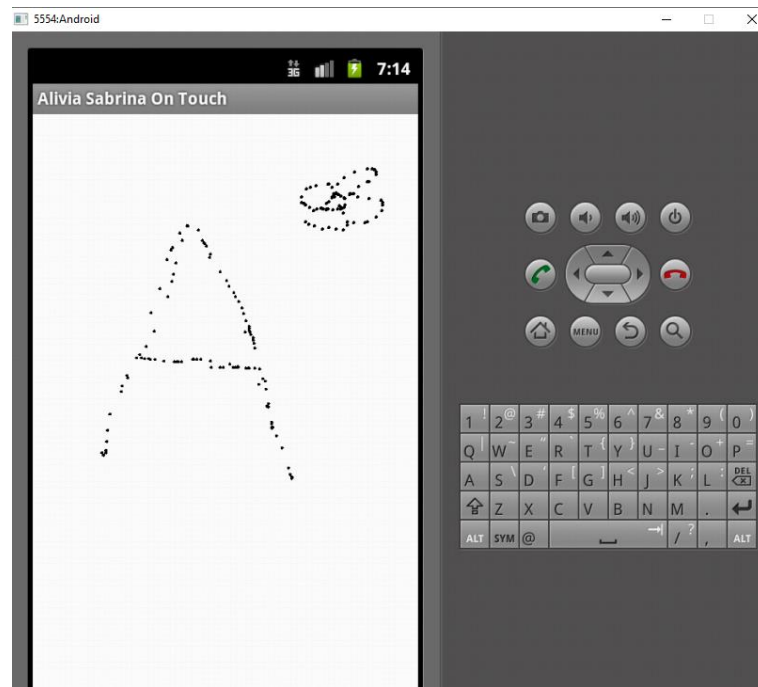 5554:Android
3G 7:14
Alivia Sabrina On Touch
A
MENU
1 ! 2 @ 3 # 4 $ 5 % 6 ^ 7 & 8 * 9 ( 0 )
Q | W ~ E " R ` T { Y } U _ I - O + P =
A S \ D ' F [ G ] H < J > K ; L : DEL
Z X C V B N M .
ALT SYM @ / ? , ALT